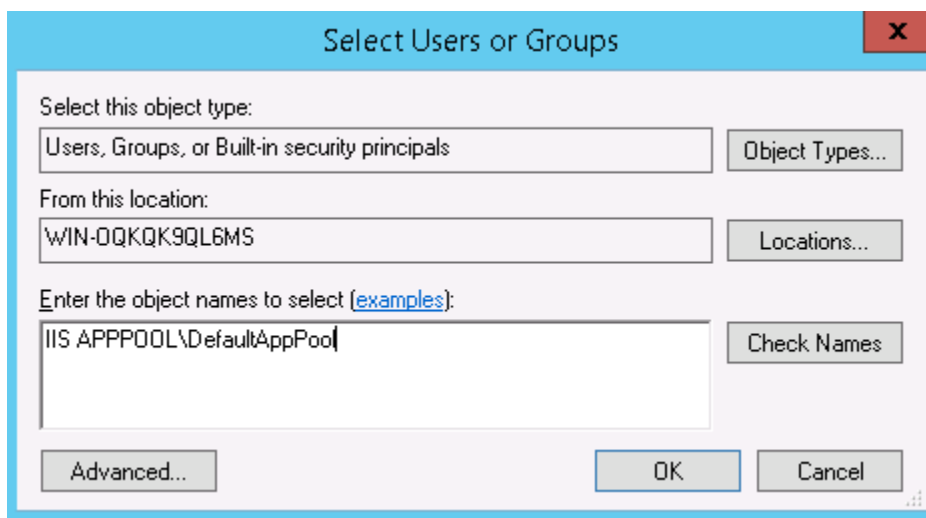 Select Users or Groups
x
Select this object type:
Users, Groups, or Built-in security principals
Object Types...
From this location:
WIN-OQKQK9QL6MS
Locations...
Enter the object names to select (examples):
IIS APPPOOL\DefaultAppPool
Check Names
Advanced...
OK
Cancel